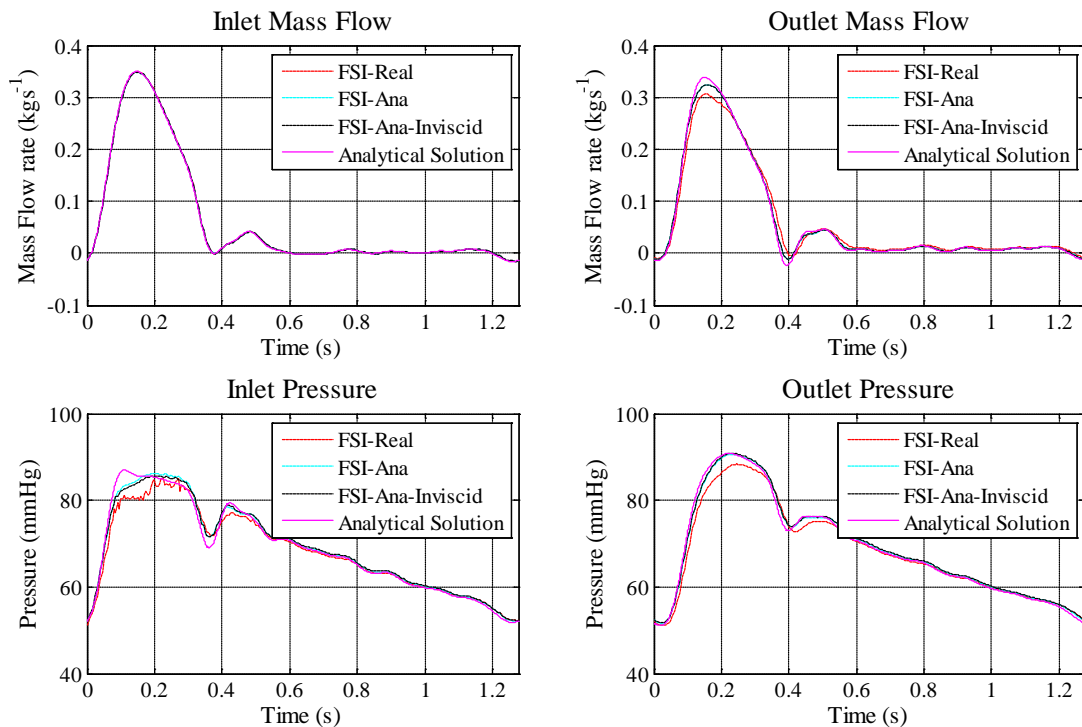 Inlet Mass Flow
Mass Flow rate (kgs⁻¹)
0.4
0.3
0.2
0.1
0
-0.1
FSI-Real
FSI-Ana
FSI-Ana-Inviscid
Analytical Solution
0 0.2 0.4 0.6 0.8 1 1.2
Time (s)
Outlet Mass Flow
Mass Flow rate (kgs⁻¹)
0.4
0.3
0.2
0.1
0
-0.1
FSI-Real
FSI-Ana
FSI-Ana-Inviscid
Analytical Solution
0 0.2 0.4 0.6 0.8 1 1.2
Time (s)
Inlet Pressure
Pressure (mmHg)
100
80
60
40
FSI-Real
FSI-Ana
FSI-Ana-Inviscid
Analytical Solution
0 0.2 0.4 0.6 0.8 1 1.2
Time (s)
Outlet Pressure
Pressure (mmHg)
100
80
60
40
FSI-Real
FSI-Ana
FSI-Ana-Inviscid
Analytical Solution
0 0.2 0.4 0.6 0.8 1 1.2
Time (s)